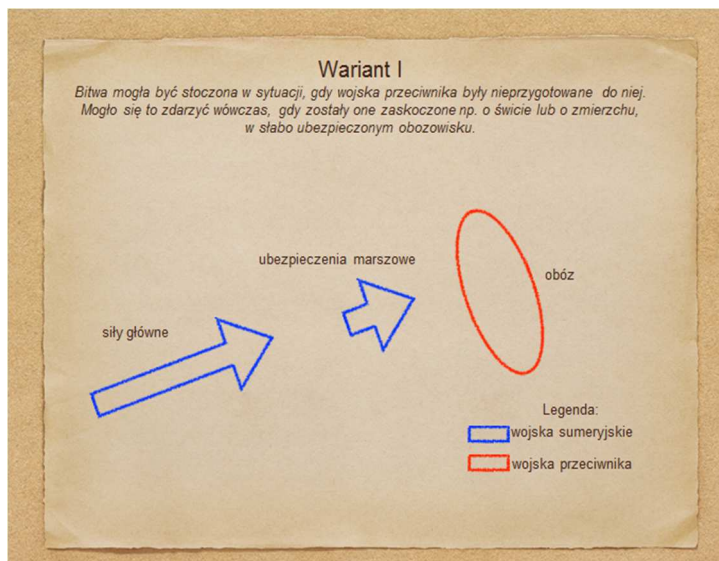 Wariant I
Bitwa mogła być stoczona w sytuacji, gdy wojska przeciwnika były nieprzygotowane do niej.
Mogło się to zdarzyć wówczas, gdy zostały one zaskoczone np. o świcie lub o zmierzchu,
w słabo ubezpieczonym obozowisku.
ubezpieczenia marszowe
obóz
siły główne
Legenda:
wojska sumeryjskie
wojska przeciwnika